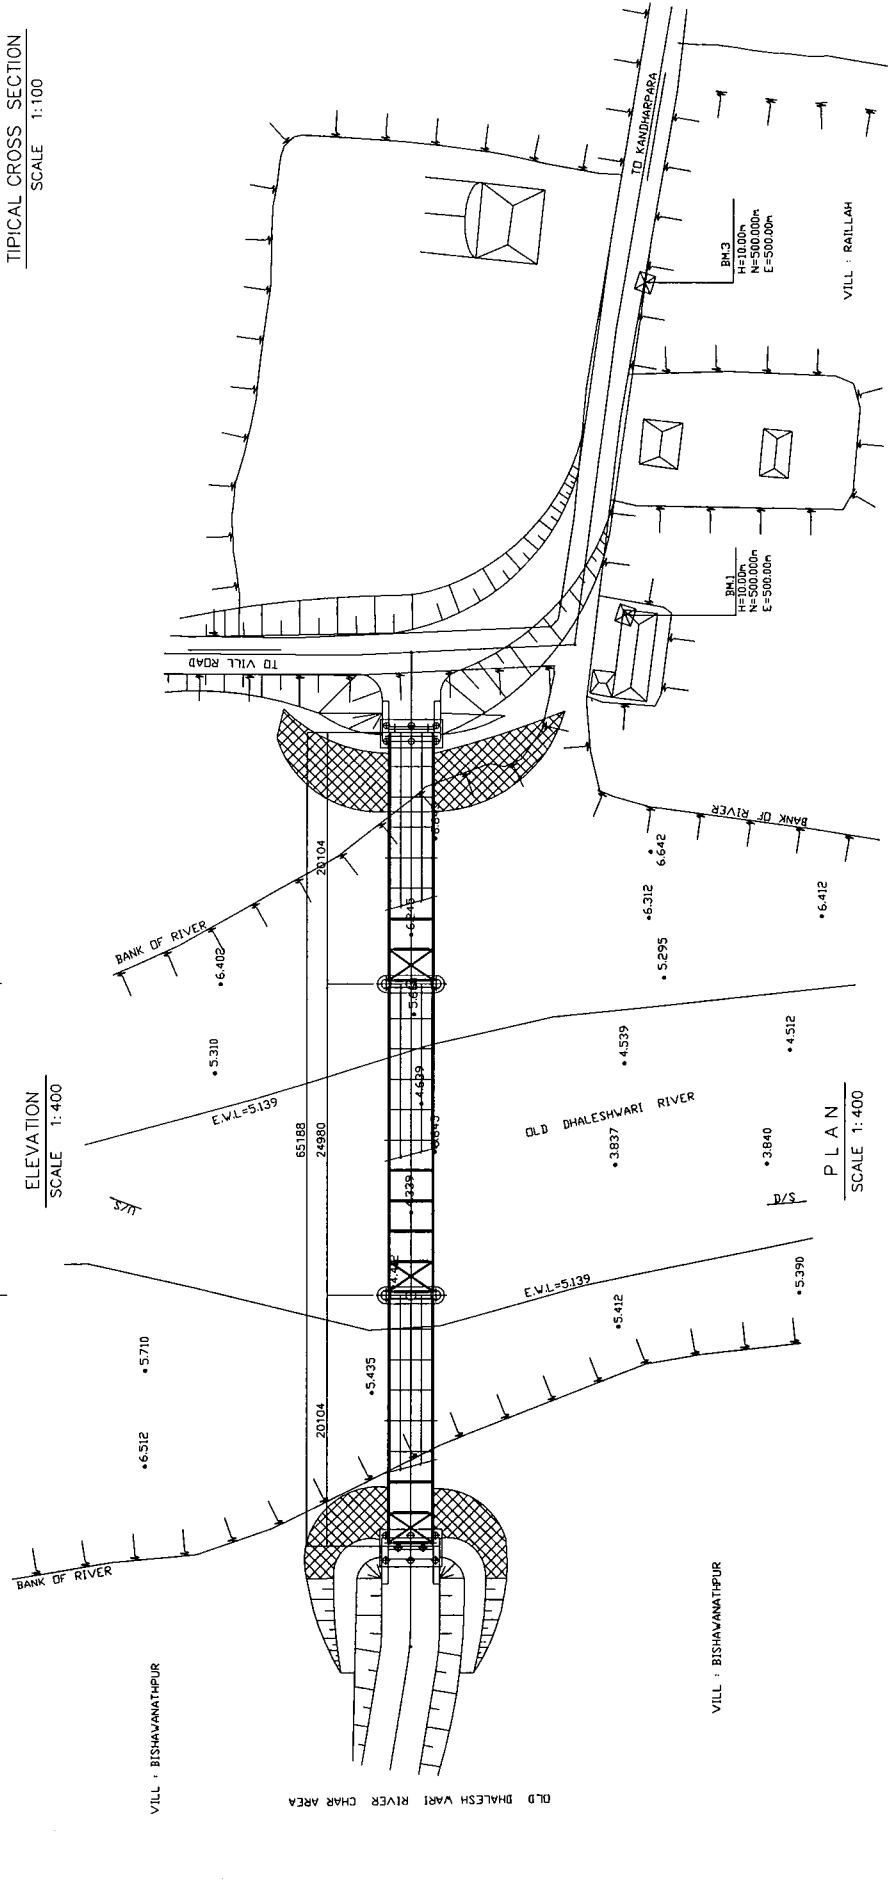 TIPICAL CROSS SECTION
SCALE 1:100
ELEVATION
SCALE 1:400
BANK OF RIVER
VILL : BISHAWANATHPUR
•6.512
•5.710
U/S
E.W.L=5.139
•5.310
•6.402
BANK OF RIVER
TO VILL ROAD
65188
20104
24980
20104
•5.435
•4.339
•4.639
6.843
•6.243
OLD DHALESH WARI RIVER CHAR AREA
E.W.L=5.139
OLD DHALESHWARI RIVER
•5.412
•3.837
•4.539
•5.295
•6.312
•6.642
TO KANDHARPARA
BANK OF RIVER
BM.1
H=10.00m
N=500.000m
E=500.00m
BM.3
H=10.00m
N=500.000m
E=500.00m
VILL : BISHAWANATHPUR
•5.390
•3.840
D/S
•4.512
•6.412
VILL : RAILLAH
PLAN
SCALE 1:400